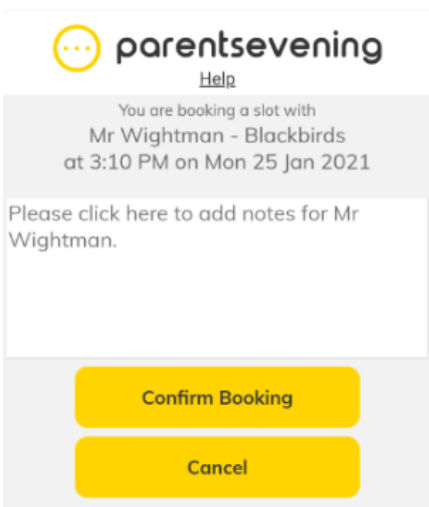 parentsevening
Help
You are booking a slot with
Mr Wightman - Blackbirds
at 3:10 PM on Mon 25 Jan 2021
Please click here to add notes for Mr
Wightman.
Confirm Booking
Cancel